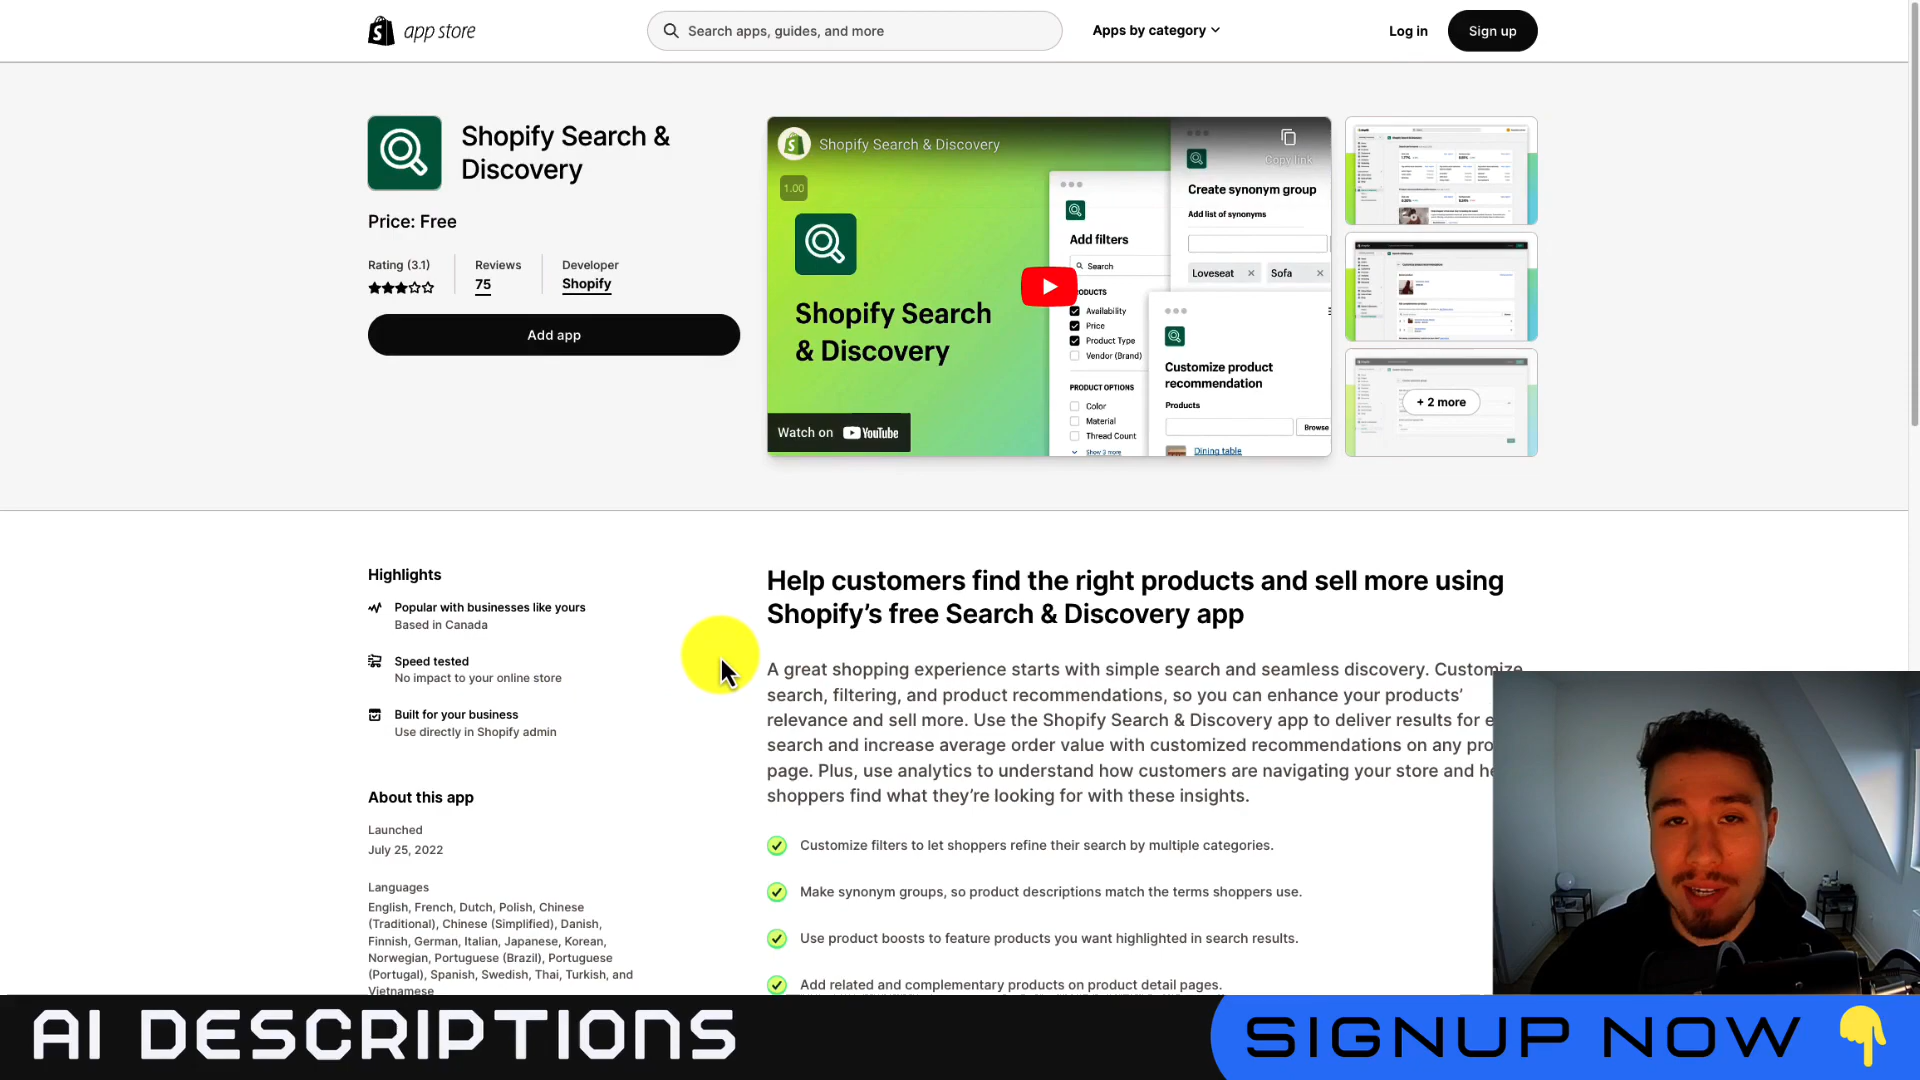 app store
Search apps, guides, and more
Apps by category
Log in
Sign up
Shopify Search &
Discovery
Price: Free
Rating (3.1)
Reviews
75
Developer
Shopify
Add app
Shopify Search & Discovery
Copy link
1.00
Shopify Search
& Discovery
Watch on YouTube
Add filters
Search
Availability
Price
Product Type
Vendor (Brand)
PRODUCT OPTIONS
Color
Material
Thread Count
Show 3 more
Create synonym group
Add list of synonyms
Loveseat
Sofa
Customize product
recommendation
Products
Browse
Dining table
+ 2 more
Highlights
Popular with businesses like yours
Based in Canada
Speed tested
No impact to your online store
Built for your business
Use directly in Shopify admin
About this app
Launched
July 25, 2022
Languages
English, French, Dutch, Polish, Chinese
(Traditional), Chinese (Simplified), Danish,
Finnish, German, Italian, Japanese, Korean,
Norwegian, Portuguese (Brazil), Portuguese
(Portugal), Spanish, Swedish, Thai, Turkish, and
Vietnamese
Help customers find the right products and sell more using
Shopify’s free Search & Discovery app
A great shopping experience starts with simple search and seamless discovery. Customize
search, filtering, and product recommendations, so you can enhance your products’
relevance and sell more. Use the Shopify Search & Discovery app to deliver results for
search and increase average order value with customized recommendations on any
page. Plus, use analytics to understand how customers are navigating your store and
shoppers find what they’re looking for with these insights.
Customize filters to let shoppers refine their search by multiple categories.
Make synonym groups, so product descriptions match the terms shoppers use.
Use product boosts to feature products you want highlighted in search results.
Add related and complementary products on product detail pages.
AI DESCRIPTIONS
SIGNUP NOW